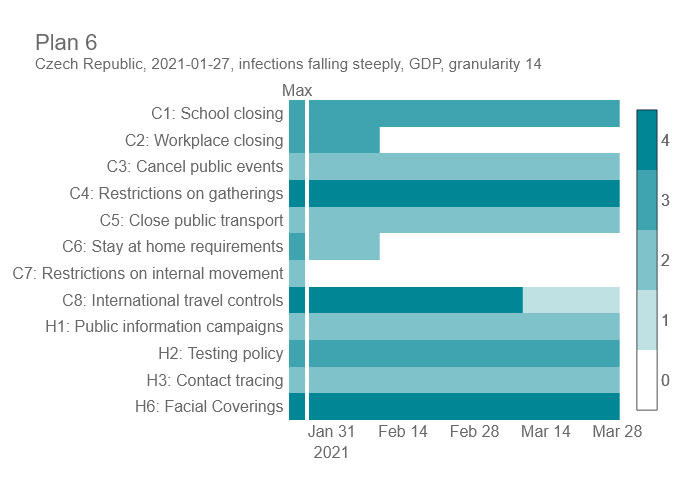 Plan 6
Czech Republic, 2021-01-27, infections falling steeply, GDP, granularity 14
Max
C1: School closing
C2: Workplace closing
C3: Cancel public events
C4: Restrictions on gatherings
C5: Close public transport
C6: Stay at home requirements
C7: Restrictions on internal movement
C8: International travel controls
H1: Public information campaigns
H2: Testing policy
H3: Contact tracing
H6: Facial Coverings
4
3
2
1
0
Jan 31 Feb 14 Feb 28 Mar 14 Mar 28
2021